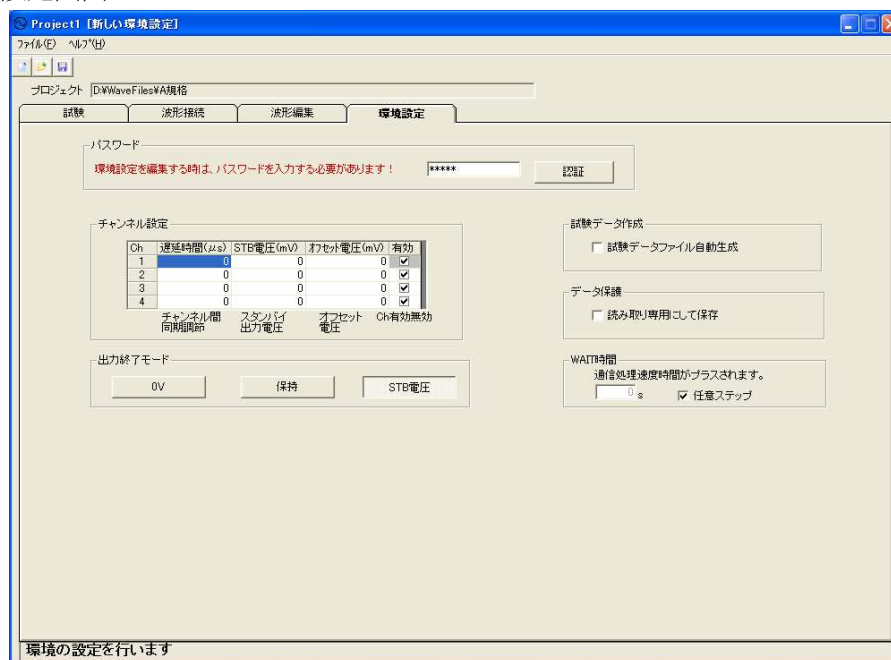 Project1 [新しい環境設定]
ファイル(F) ヘルプ(H)
プロジェクト D:¥WaveFiles¥A規格
試験 波形接続 波形編集 環境設定
パスワード
環境設定を編集する時は、パスワードを入力する必要があります！ ***** 認証
チャンネル設定
Ch 遅延時間(μs) STB電圧(mV) オフセット電圧(mV) 有効
1 0 0 0
2 0 0 0
3 0 0 0
4 0 0 0
チャンネル間 スタンバイ オフセット Ch有効無効
同期調節 出力電圧 電圧
試験データ作成
試験データファイル自動生成
データ保護
読み取り専用にして保存
出力終了モード
0V 保持 STB電圧
WAIT時間
通信処理速度時間がプラスされます。
0 s 任意ステップ
環境の設定を行います